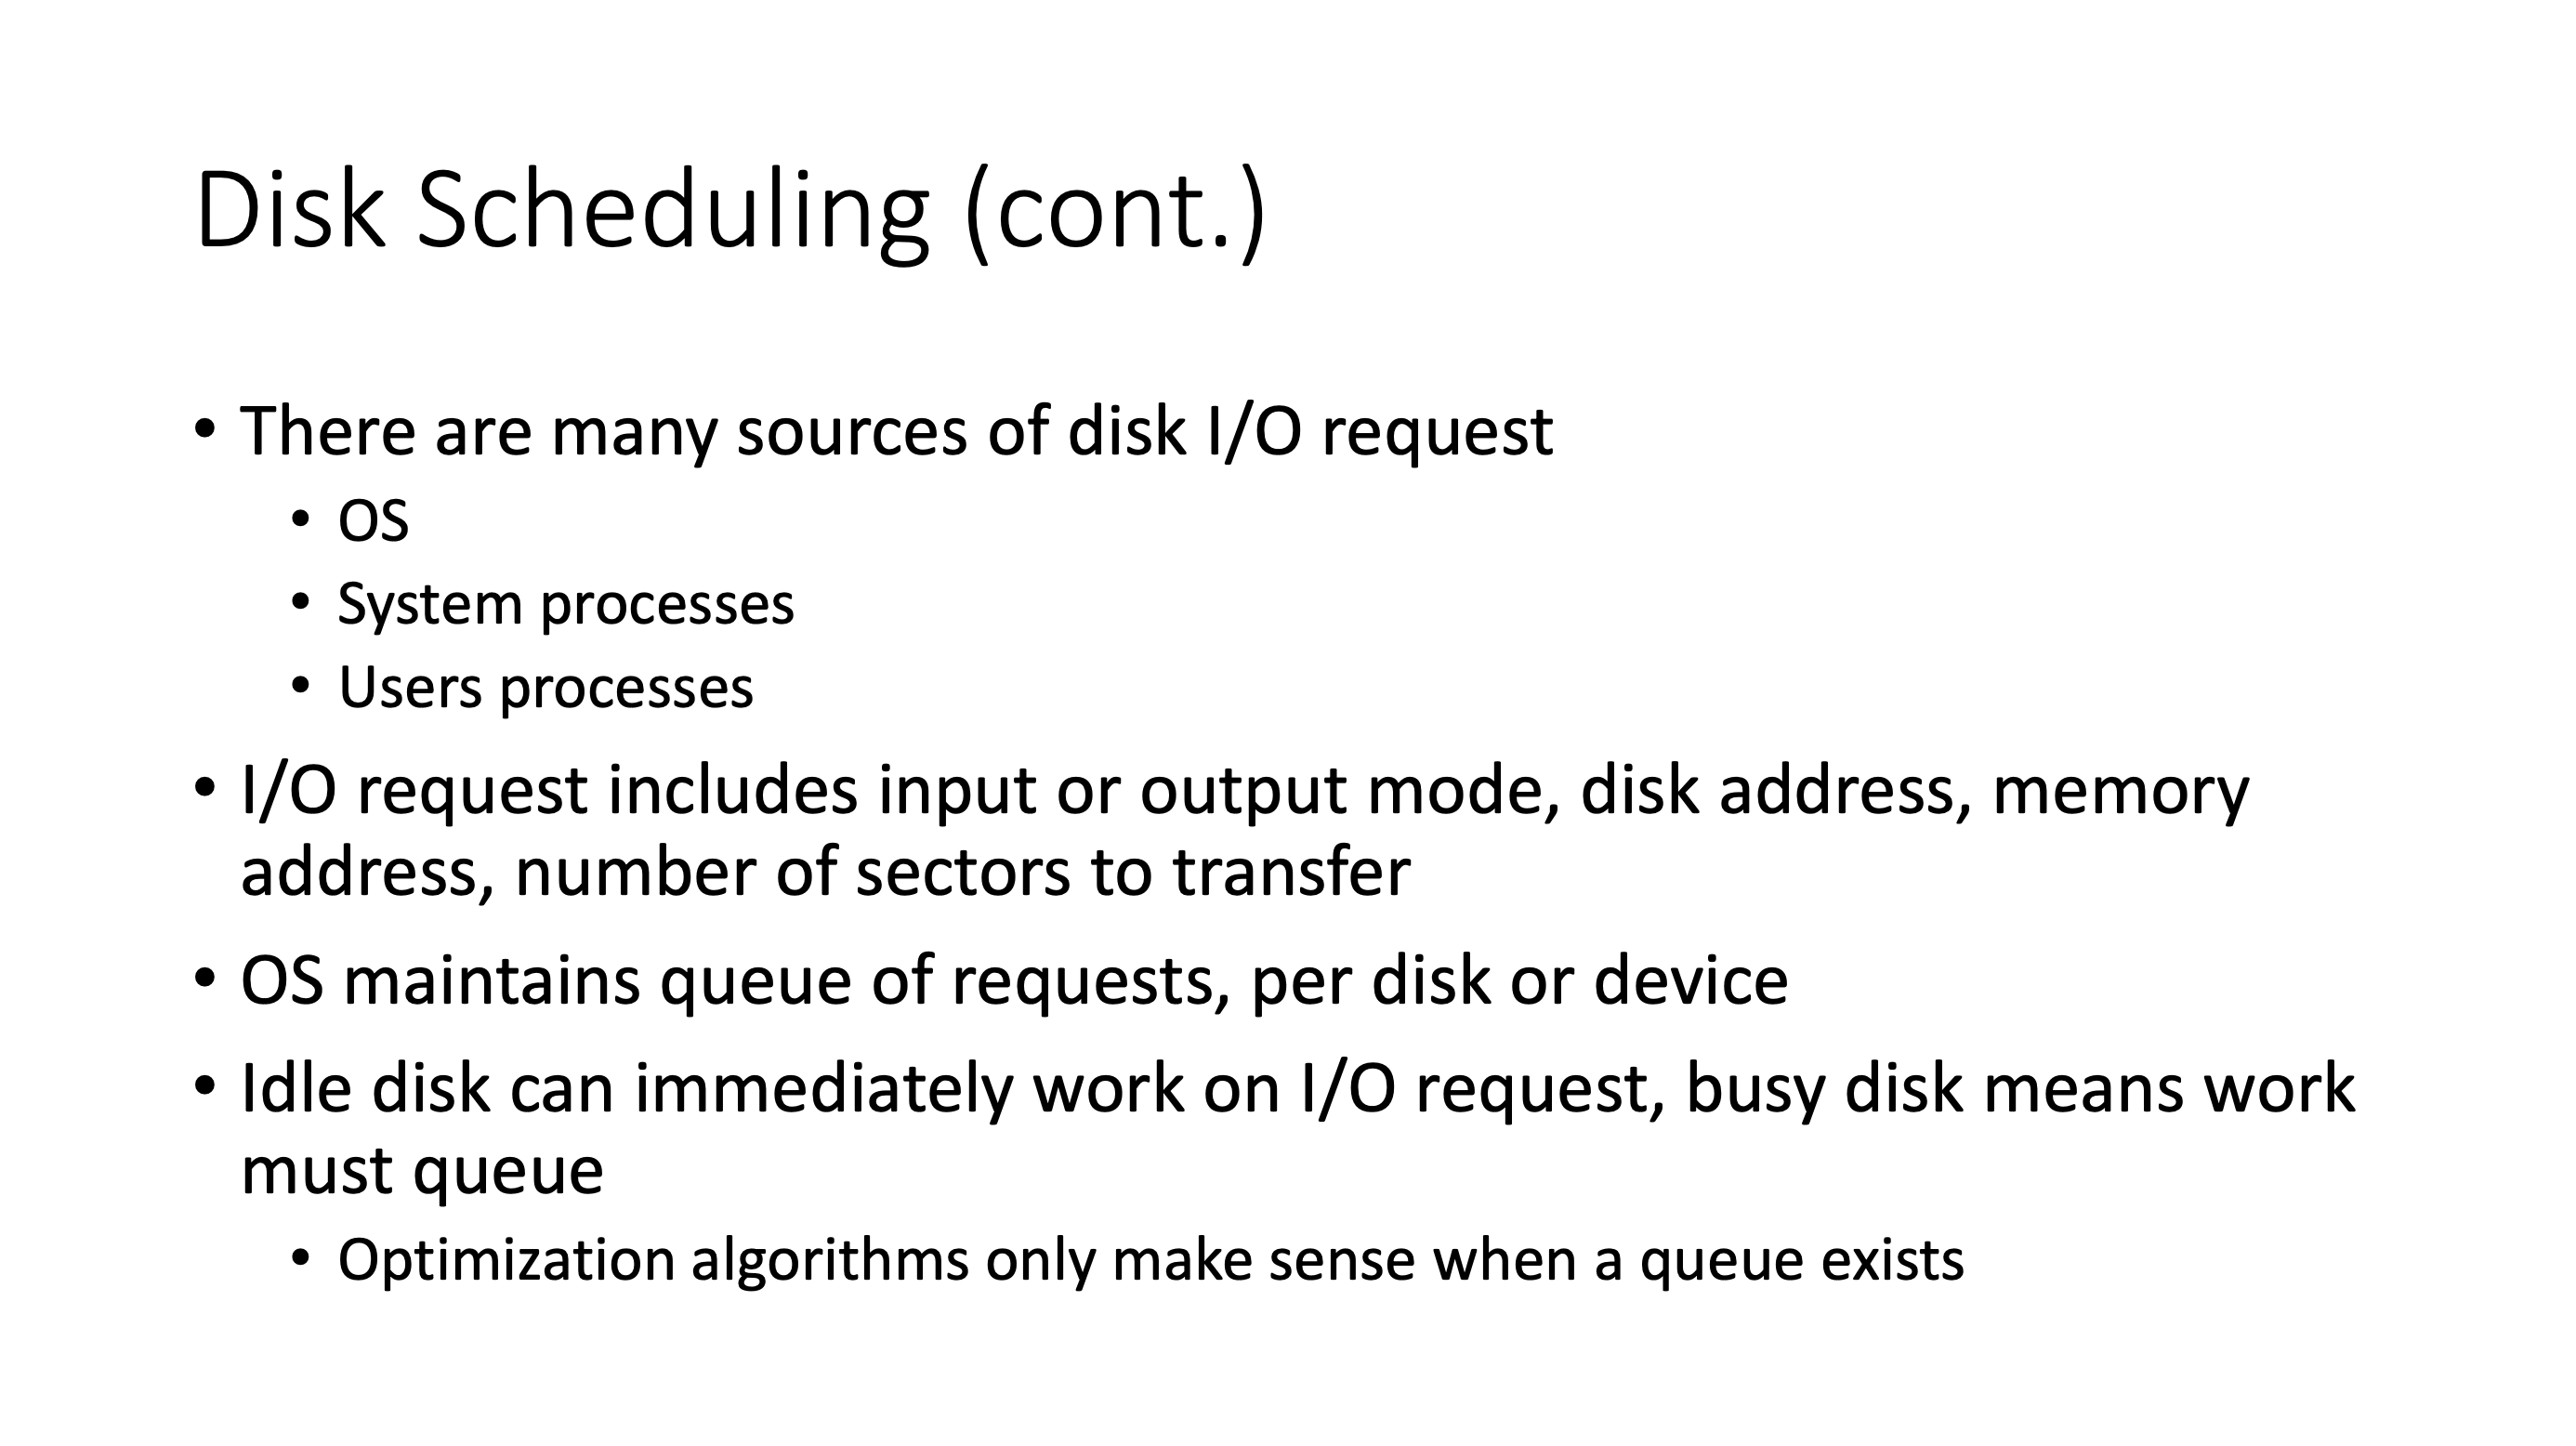 Disk Scheduling (cont.)
• There are many sources of disk I/O request
• OS
• System processes
• Users processes
• I/O request includes input or output mode, disk address, memory
address, number of sectors to transfer
• OS maintains queue of requests, per disk or device
• Idle disk can immediately work on I/O request, busy disk means work
must queue
• Optimization algorithms only make sense when a queue exists